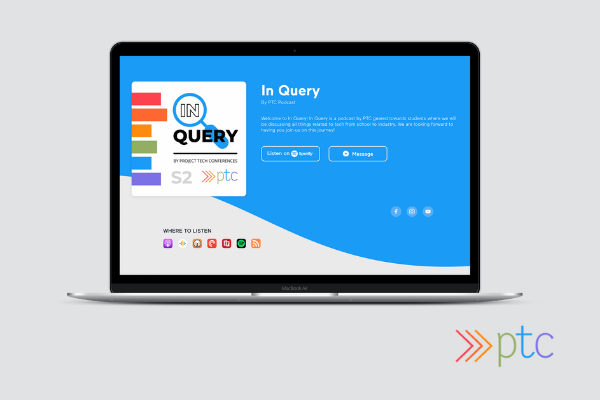 IN
QUERY
BY PROJECT TECH CONFERENCES
S2 ptc
In Query
By PTC Podcast
Welcome to In Query! In Query is a podcast by PTC geared towards students where we will
be discussing all things related to tech from school to industry. We are looking forward to
having you join us on this journey!
Listen on Spotify
Message
WHERE TO LISTEN
MacBook Air
ptc